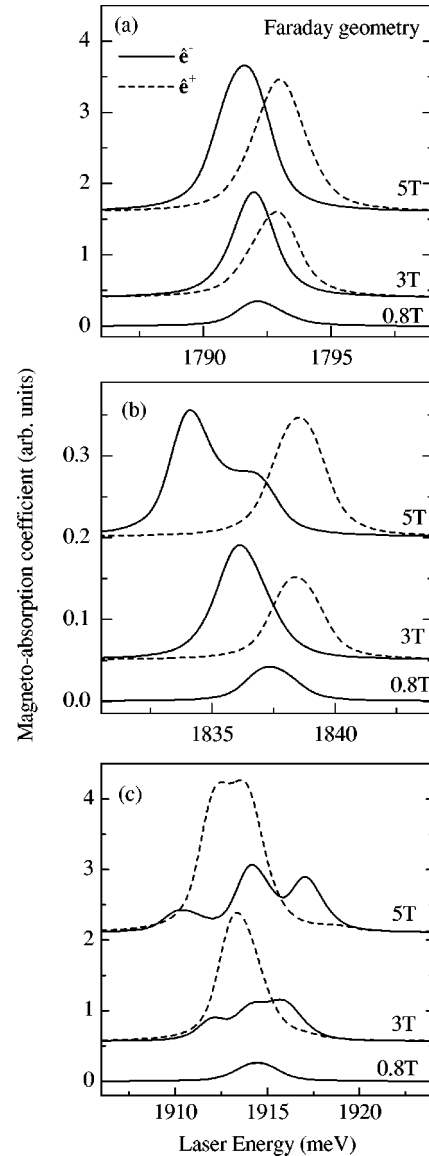 (a) Faraday geometry
ê⁻
ê⁺
4
3
2
1
0
5T
3T
0.8T
1790 1795
Magneto-absorption coefficient (arb. units)
(b)
0.3
0.2
0.1
0.0
5T
3T
0.8T
1835 1840
(c)
4
3
2
1
0
5T
3T
0.8T
1910 1915 1920
Laser Energy (meV)